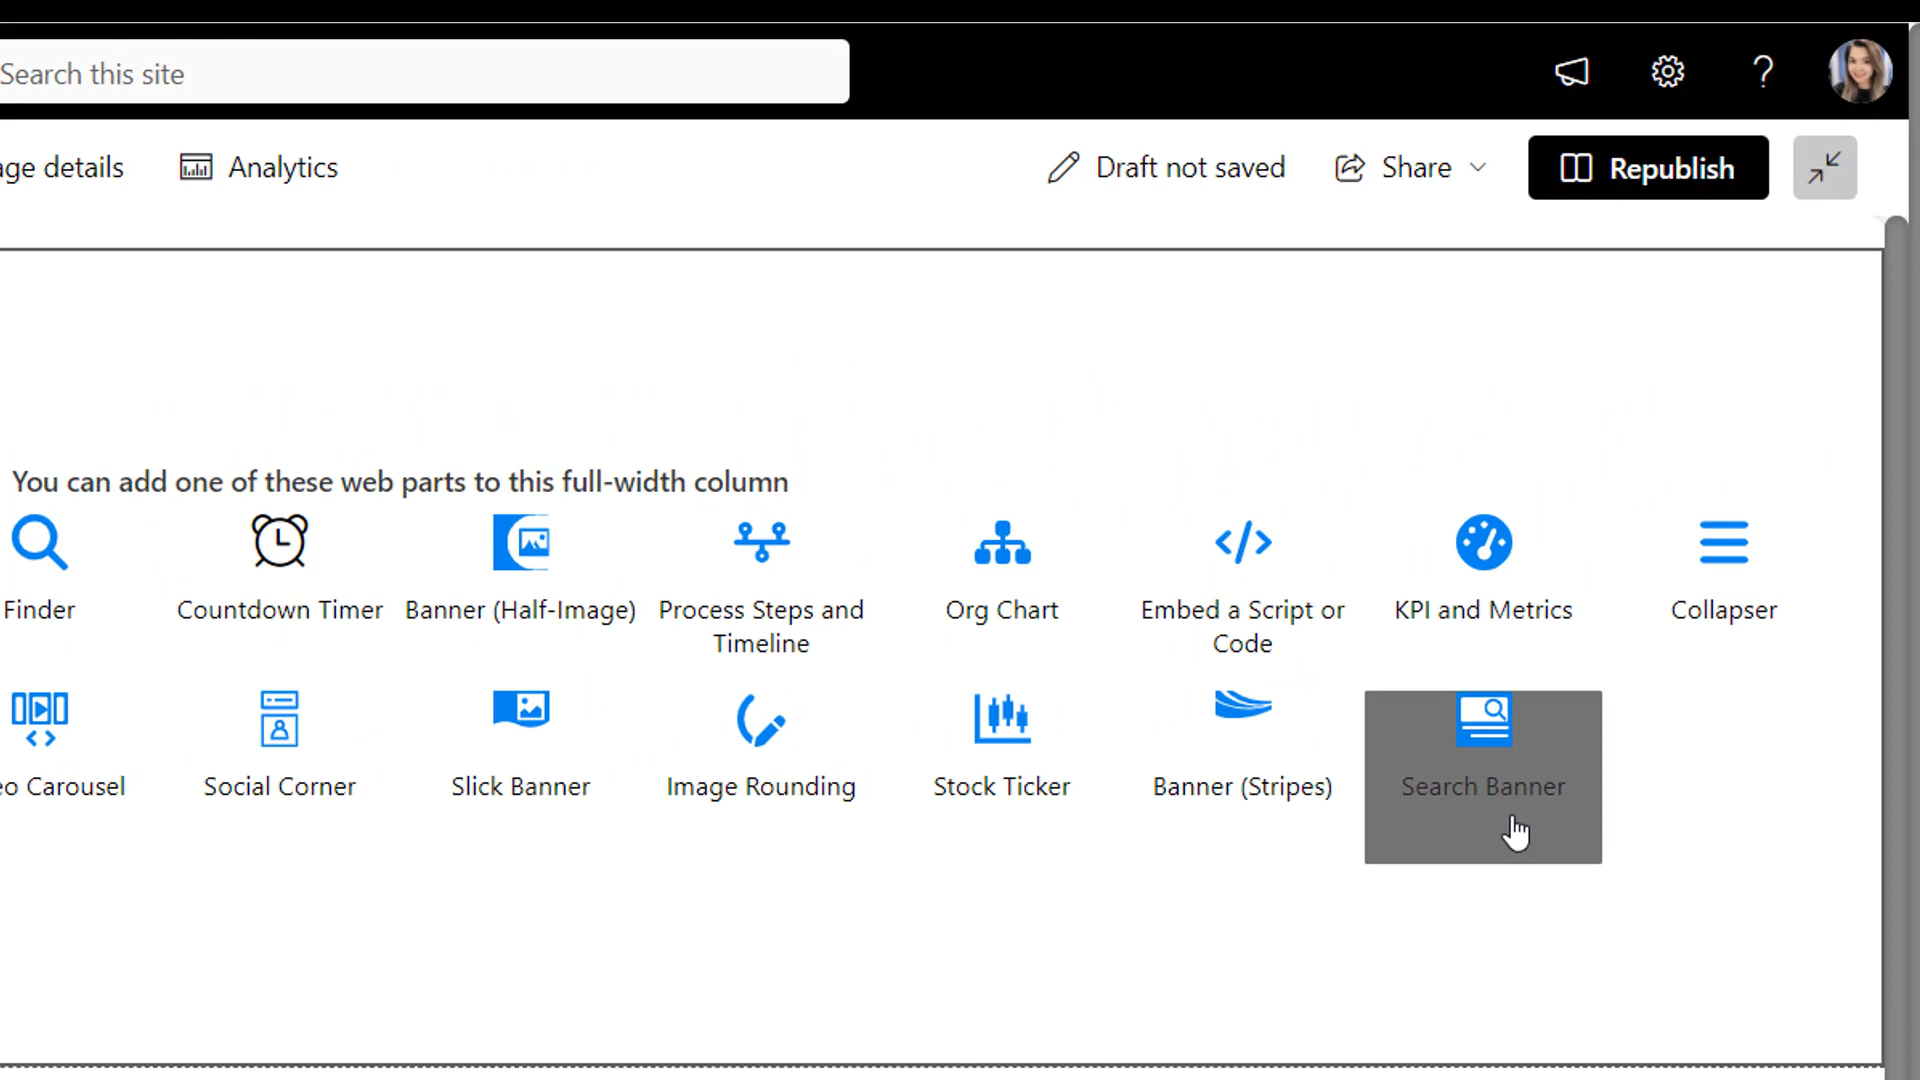 Search this site
age details
Analytics
Draft not saved
Share
Republish
You can add one of these web parts to this full-width column
Finder
Countdown Timer
Banner (Half-Image)
Process Steps and
Timeline
Org Chart
Embed a Script or
Code
KPI and Metrics
Collapser
eo Carousel
Social Corner
Slick Banner
Image Rounding
Stock Ticker
Banner (Stripes)
Search Banner